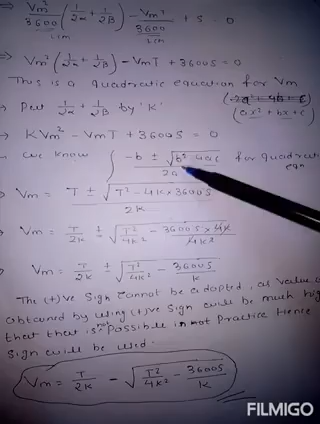 ⇒ Vm²/3600 (1/2α + 1/2β) − VmT/3600 + S = 0
⇒ Vm² (1/2α + 1/2β) − VmT + 3600S = 0
This is a quadratic equation for Vm
Put 1/2α + 1/2β by 'K'
(ax² + bx + c)
⇒ KVm² − VmT + 3600S = 0
we know −b ± √b² 4ac / 2a for quadrati
eqn
Vm = T ± √T² − 4K × 3600S / 2K
Vm = T/2K ± √T²/4K² − 3600S × 4K/4K²
Vm = T/2K ± √T²/4K² − 3600S/K
The (+)ve sign cannot be adopted, as value
obtained by using (+)ve sign will be much hig
that that is not possible in Practice Hence
sign will be used.
Vm = T/2K − √T²/4K² − 3600S/K
FILMIGO